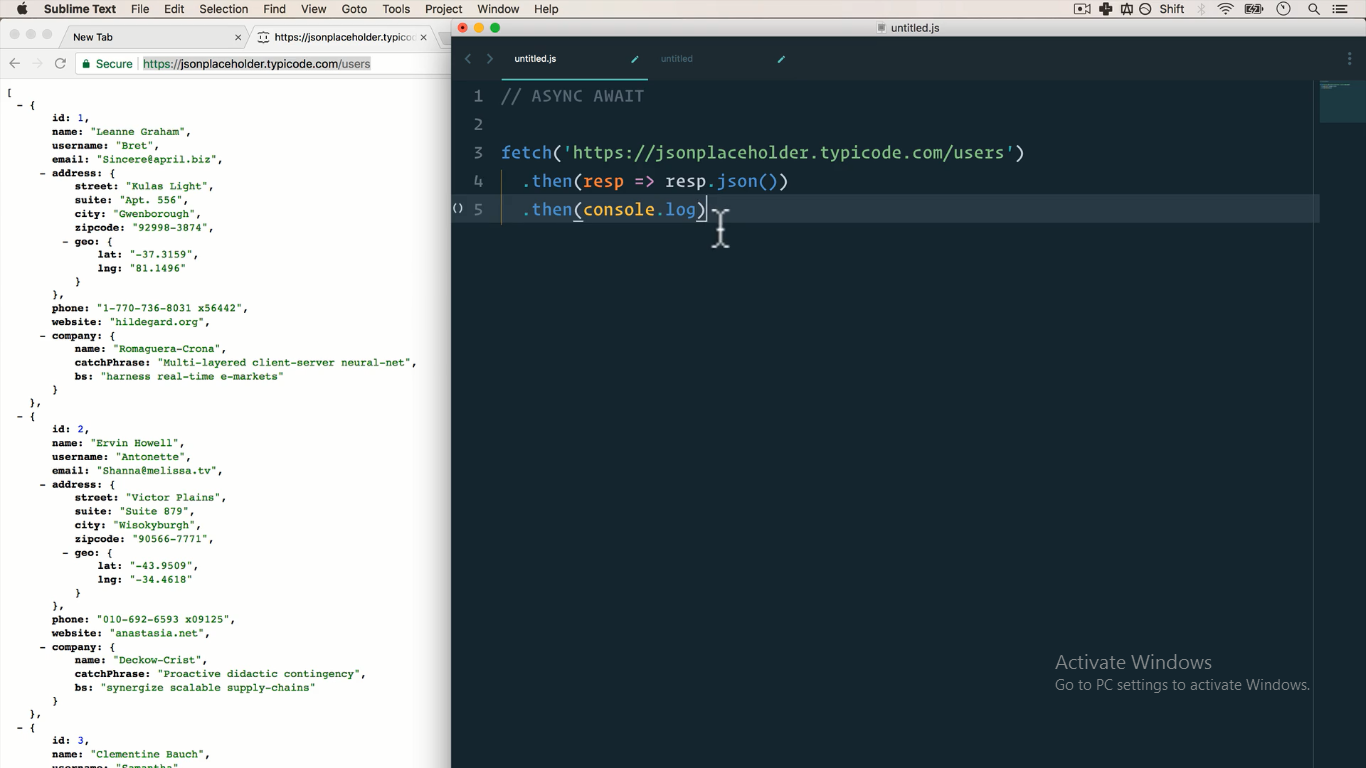 Sublime Text File Edit Selection Find View Goto Tools Project Window Help Shift
New Tab × https://jsonplaceholder.typico ×
Secure https://jsonplaceholder.typicode.com/users
[
- {
id: 1,
name: "Leanne Graham",
username: "Bret",
email: "Sincere@april.biz",
- address: {
street: "Kulas Light",
suite: "Apt. 556",
city: "Gwenborough",
zipcode: "92998-3874",
- geo: {
lat: "-37.3159",
lng: "81.1496"
}
},
phone: "1-770-736-8031 x56442",
website: "hildegard.org",
- company: {
name: "Romaguera-Crona",
catchPhrase: "Multi-layered client-server neural-net",
bs: "harness real-time e-markets"
}
},
- {
id: 2,
name: "Ervin Howell",
username: "Antonette",
email: "Shanna@melissa.tv",
- address: {
street: "Victor Plains",
suite: "Suite 879",
city: "Wisokyburgh",
zipcode: "90566-7771",
- geo: {
lat: "-43.9509",
lng: "-34.4618"
}
},
phone: "010-692-6593 x09125",
website: "anastasia.net",
- company: {
name: "Deckow-Crist",
catchPhrase: "Proactive didactic contingency",
bs: "synergize scalable supply-chains"
}
},
- {
id: 3,
name: "Clementine Bauch",
username: "Samantha",
untitled.js
untitled.js untitled
1 // ASYNC AWAIT
2
3 fetch('https://jsonplaceholder.typicode.com/users')
4 .then(resp => resp.json())
() 5 .then(console.log)
Activate Windows
Go to PC settings to activate Windows.